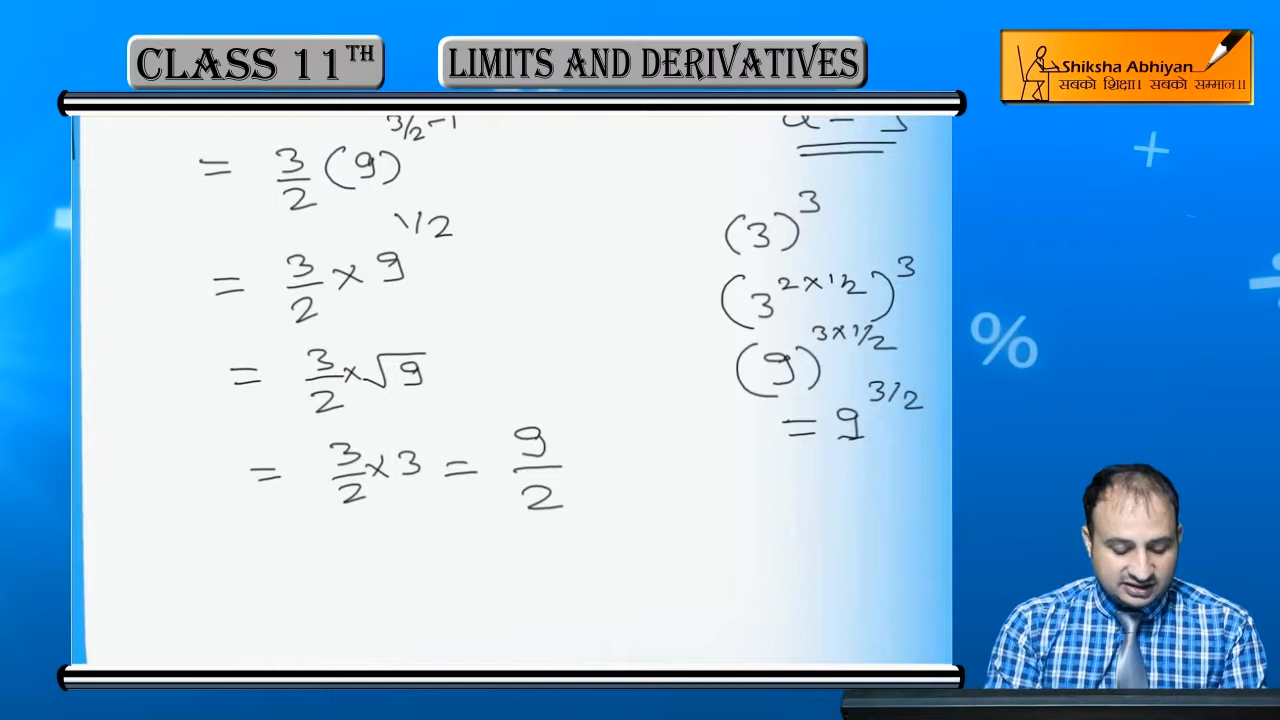 CLASS 11TH
LIMITS AND DERIVATIVES
Shiksha Abhiyan
सबको शिक्षा। सबको सम्मान।।
= 3/2 (9)^3/2-1
= 3/2 × 9^1/2
= 3/2 × √9
= 3/2 × 3 = 9/2
(3)^3
(3^2×1/2)^3
(9)^3×1/2
= 9^3/2
%